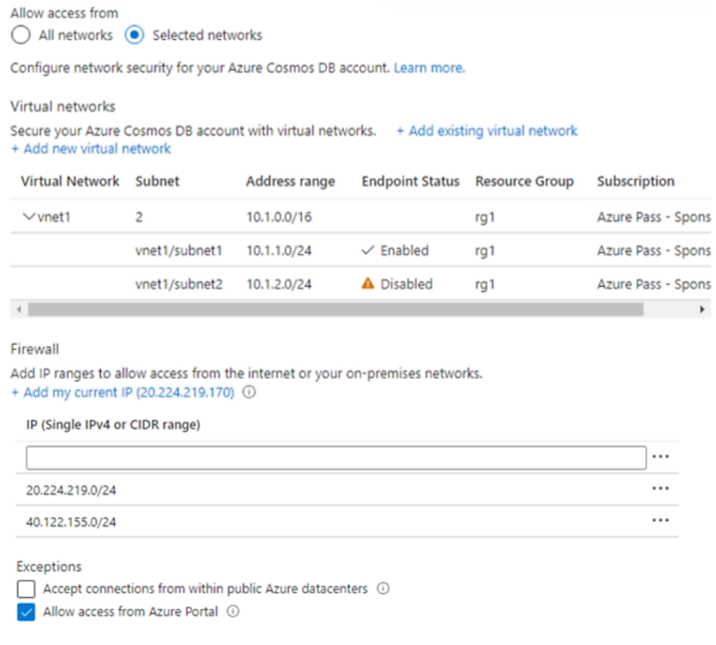 Allow access from
All networks Selected networks
Configure network security for your Azure Cosmos DB account. Learn more.
Virtual networks
Secure your Azure Cosmos DB account with virtual networks. + Add existing virtual network
+ Add new virtual network
Virtual Network Subnet Address range Endpoint Status Resource Group Subscription
vnet1 2 10.1.0.0/16 rg1 Azure Pass - Spons
vnet1/subnet1 10.1.1.0/24 Enabled rg1 Azure Pass - Spons
vnet1/subnet2 10.1.2.0/24 Disabled rg1 Azure Pass - Spons
Firewall
Add IP ranges to allow access from the internet or your on-premises networks.
+ Add my current IP (20.224.219.170)
IP (Single IPv4 or CIDR range)
20.224.219.0/24
40.122.155.0/24
Exceptions
Accept connections from within public Azure datacenters
Allow access from Azure Portal